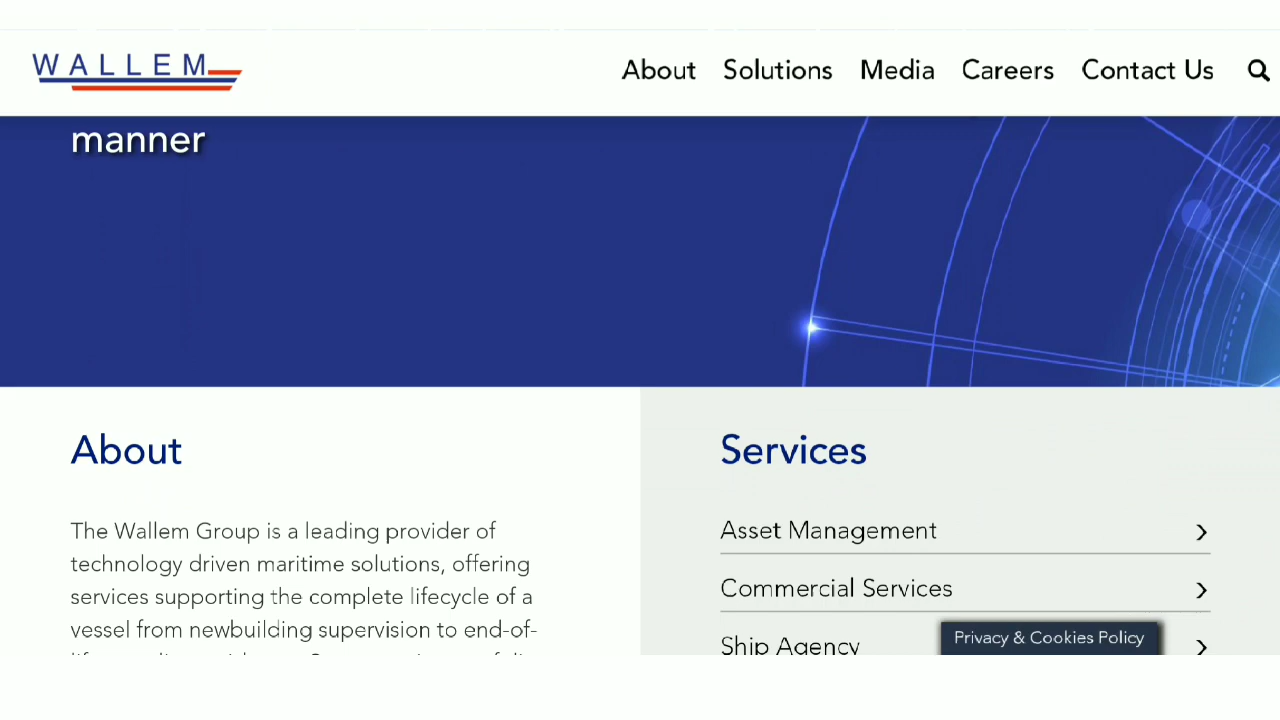 WALLEM
About Solutions Media Careers Contact Us
manner
About
The Wallem Group is a leading provider of
technology driven maritime solutions, offering
services supporting the complete lifecycle of a
vessel from newbuilding supervision to end-of-
Services
Asset Management
Commercial Services
Ship Agency
Privacy & Cookies Policy